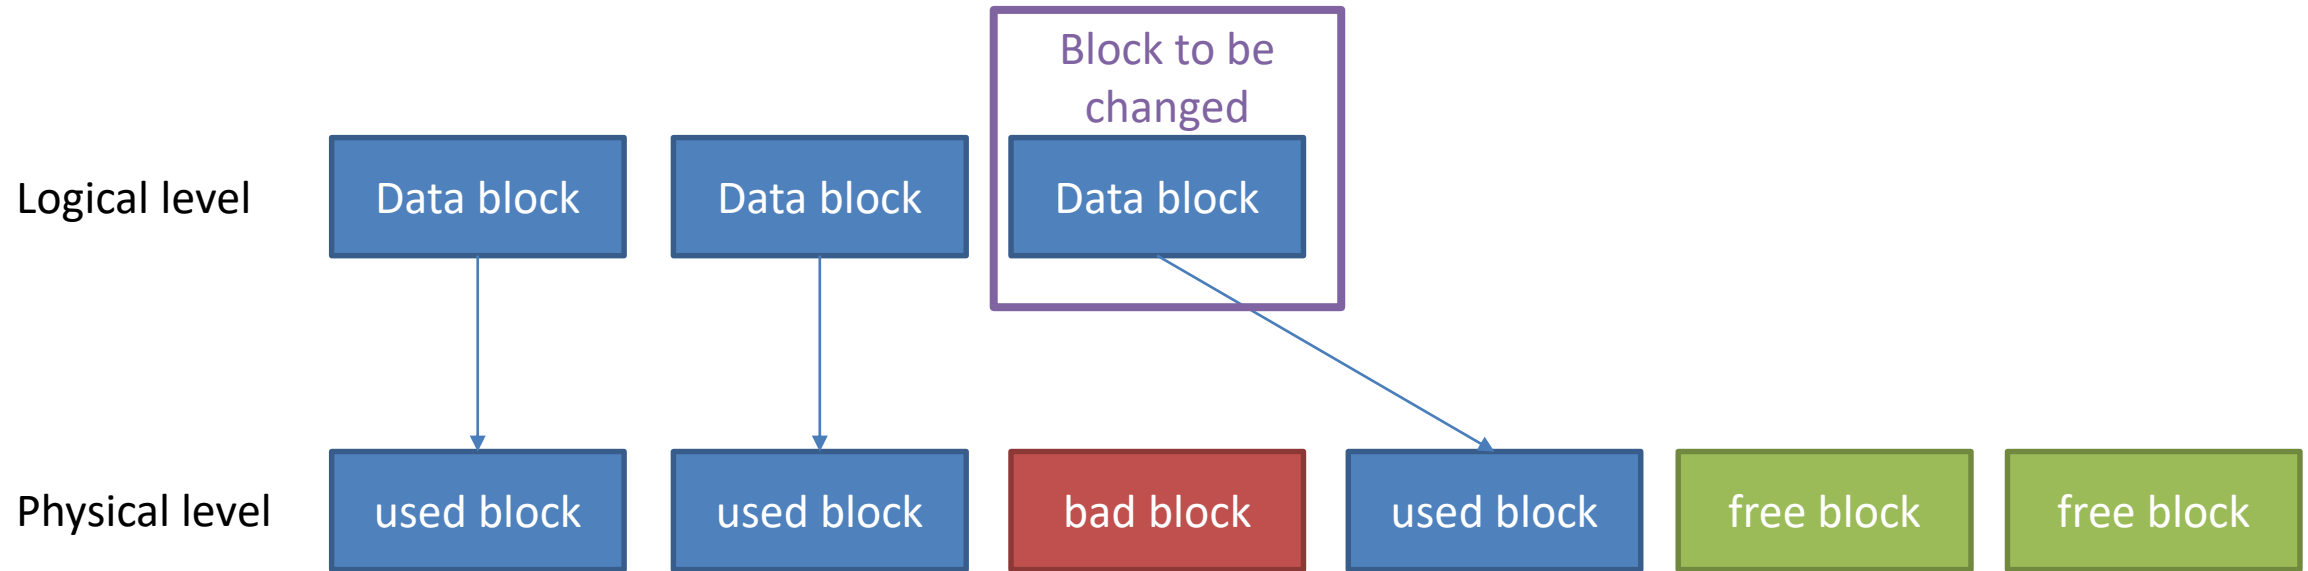 Block to be
changed
Logical level
Data block
Data block
Data block
Physical level
used block
used block
bad block
used block
free block
free block